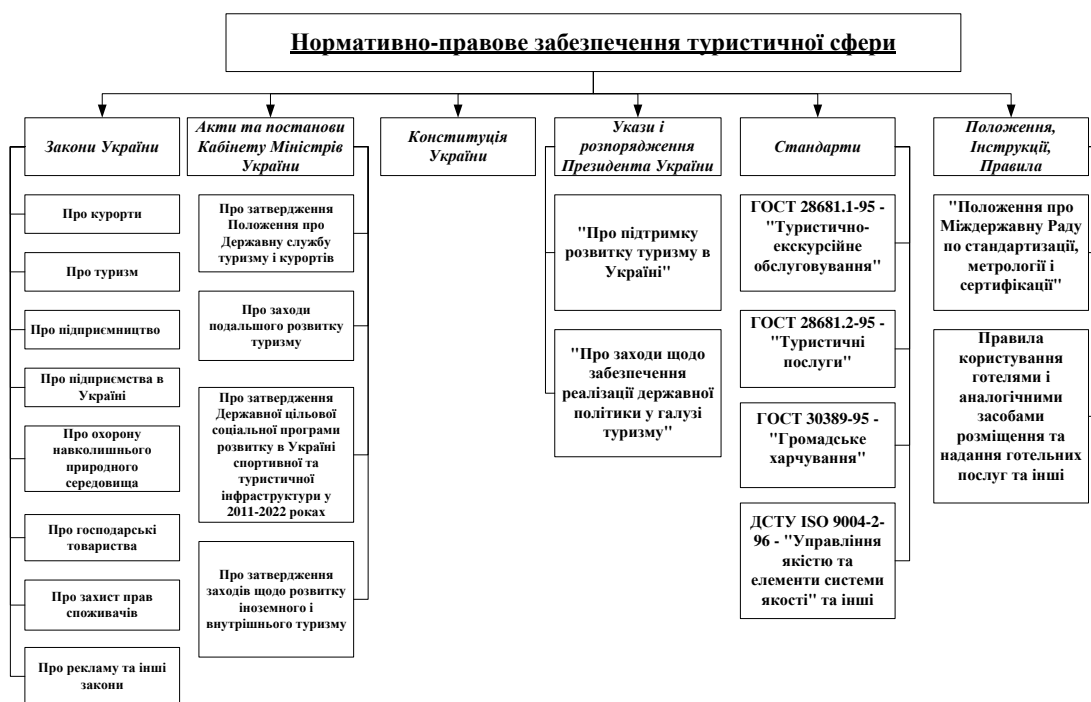 Нормативно-правове забезпечення туристичної сфери
Закони України
Про курорти
Про туризм
Про підприємництво
Про підприємства в
Україні
Про охорону
навколишнього
природного
середовища
Про господарські
товариства
Про захист прав
споживачів
Про рекламу та інші
закони
Акти та постанови
Кабінету Міністрів
України
Про затвердження
Положення про
Державну службу
туризму і курортів
Про заходи
подальшого розвитку
туризму
Про затвердження
Державної цільової
соціальної програми
розвитку в Україні
спортивної та
туристичної
інфраструктури у
2011-2022 роках
Про затвердження
заходів щодо розвитку
іноземного і
внутрішнього туризму
Конституція
України
Укази і
розпорядження
Президента України
"Про підтримку
розвитку туризму в
Україні"
"Про заходи щодо
забезпечення
реалізації державної
політики у галузі
туризму"
Стандарти
ГОСТ 28681.1-95 -
"Туристично-
екскурсійне
обслуговування"
ГОСТ 28681.2-95 -
"Туристичні
послуги"
ГОСТ 30389-95 -
"Громадське
харчування"
ДСТУ ISO 9004-2-
96 - "Управління
якістю та
елементи системи
якості" та інші
Положення,
Інструкції,
Правила
"Положення про
Міждержавну Раду
по стандартизації,
метрології і
сертифікації"
Правила
користування
готелями і
аналогічними
засобами
розміщення та
надання готельних
послуг та інші